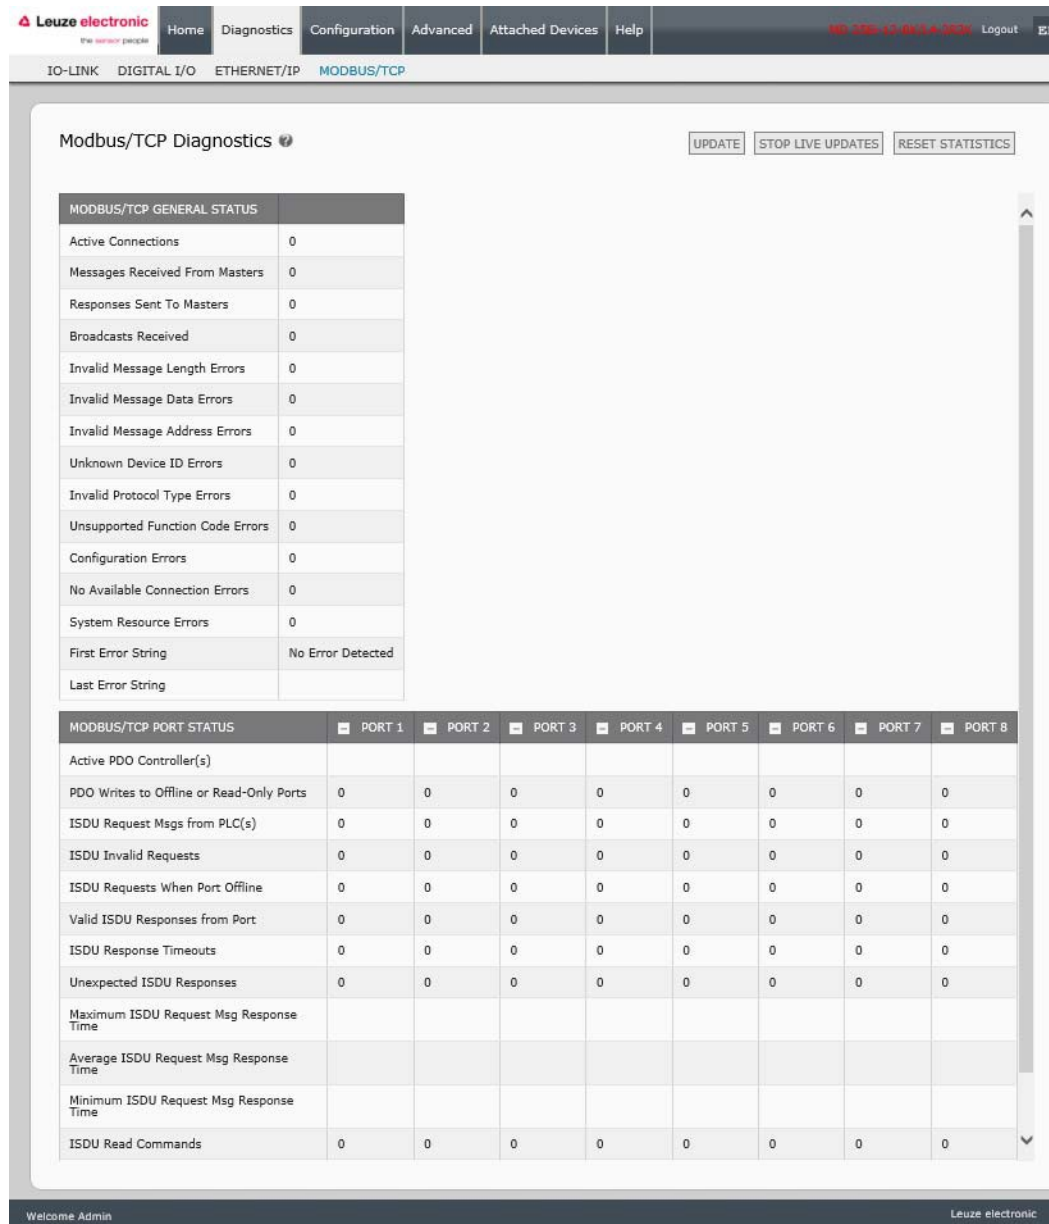 Leuze electronic
the sensor people
Home Diagnostics Configuration Advanced Attached Devices Help Logout
IO-LINK DIGITAL I/O ETHERNET/IP MODBUS/TCP
Modbus/TCP Diagnostics ?
UPDATE STOP LIVE UPDATES RESET STATISTICS
MODBUS/TCP GENERAL STATUS
Active Connections 0
Messages Received From Masters 0
Responses Sent To Masters 0
Broadcasts Received 0
Invalid Message Length Errors 0
Invalid Message Data Errors 0
Invalid Message Address Errors 0
Unknown Device ID Errors 0
Invalid Protocol Type Errors 0
Unsupported Function Code Errors 0
Configuration Errors 0
No Available Connection Errors 0
System Resource Errors 0
First Error String No Error Detected
Last Error String
MODBUS/TCP PORT STATUS PORT 1 PORT 2 PORT 3 PORT 4 PORT 5 PORT 6 PORT 7 PORT 8
Active PDO Controller(s)
PDO Writes to Offline or Read-Only Ports 0 0 0 0 0 0 0 0
ISDU Request Msgs from PLC(s) 0 0 0 0 0 0 0 0
ISDU Invalid Requests 0 0 0 0 0 0 0 0
ISDU Requests When Port Offline 0 0 0 0 0 0 0 0
Valid ISDU Responses from Port 0 0 0 0 0 0 0 0
ISDU Response Timeouts 0 0 0 0 0 0 0 0
Unexpected ISDU Responses 0 0 0 0 0 0 0 0
Maximum ISDU Request Msg Response
Time
Average ISDU Request Msg Response
Time
Minimum ISDU Request Msg Response
Time
ISDU Read Commands 0 0 0 0 0 0 0 0
Welcome Admin Leuze electronic